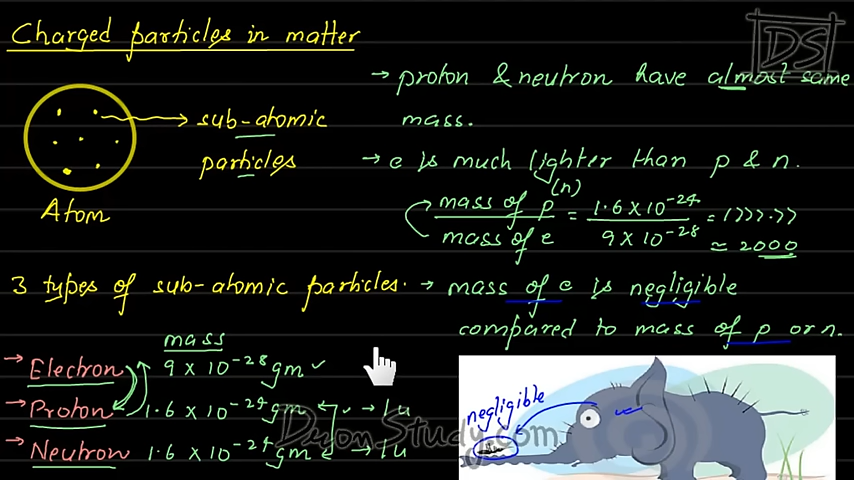 Charged particles in matter
DS
→ proton & neutron have almost same
mass.
→ sub-atomic
particles
Atom
→ e is much lighter than p & n.
(n)
mass of p / mass of e = 1.6 × 10⁻²⁴ / 9 × 10⁻²⁸ = 1777.77
≈ 2000
3 types of sub-atomic particles.
→ mass of e is negligible
compared to mass of p or n.
mass
→ Electron 9 × 10⁻²⁸ gm ✓
→ Proton 1.6 × 10⁻²⁴ gm ✓ → 1u
→ Neutron 1.6 × 10⁻²⁴ gm → 1u
negligible
DronStudy.com